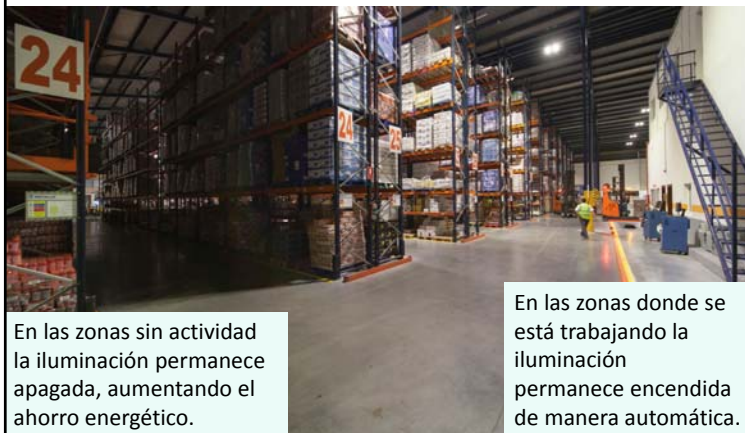 24
24
25
En las zonas sin actividad
la iluminación permanece
apagada, aumentando el
ahorro energético.
En las zonas donde se
está trabajando la
iluminación
permanece encendida
de manera automática.